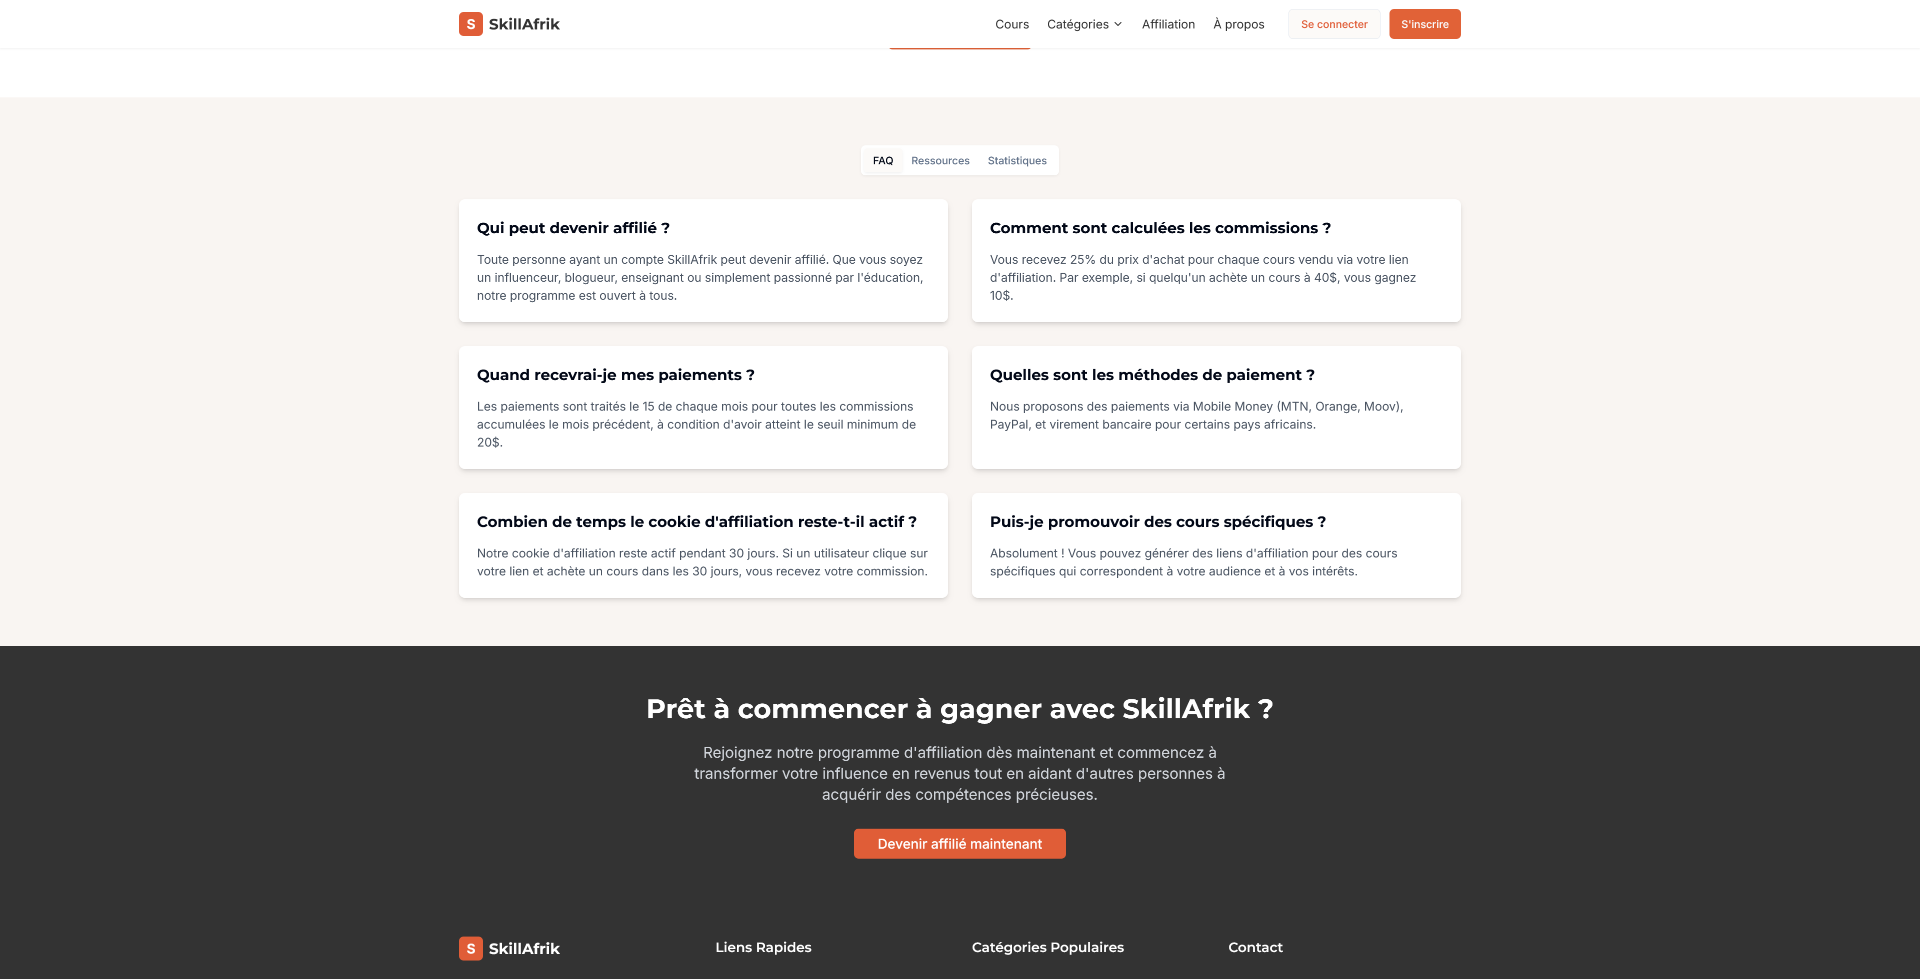 S SkillAfrik
Cours
Catégories
Affiliation
À propos
Se connecter
S'inscrire
FAQ
Ressources
Statistiques
Qui peut devenir affilié ?
Toute personne ayant un compte SkillAfrik peut devenir affilié. Que vous soyez
un influenceur, blogueur, enseignant ou simplement passionné par l'éducation,
notre programme est ouvert à tous.
Comment sont calculées les commissions ?
Vous recevez 25% du prix d'achat pour chaque cours vendu via votre lien
d'affiliation. Par exemple, si quelqu'un achète un cours à 40$, vous gagnez
10$.
Quand recevrai-je mes paiements ?
Les paiements sont traités le 15 de chaque mois pour toutes les commissions
accumulées le mois précédent, à condition d'avoir atteint le seuil minimum de
20$.
Quelles sont les méthodes de paiement ?
Nous proposons des paiements via Mobile Money (MTN, Orange, Moov),
PayPal, et virement bancaire pour certains pays africains.
Combien de temps le cookie d'affiliation reste-t-il actif ?
Notre cookie d'affiliation reste actif pendant 30 jours. Si un utilisateur clique sur
votre lien et achète un cours dans les 30 jours, vous recevez votre commission.
Puis-je promouvoir des cours spécifiques ?
Absolument ! Vous pouvez générer des liens d'affiliation pour des cours
spécifiques qui correspondent à votre audience et à vos intérêts.
Prêt à commencer à gagner avec SkillAfrik ?
Rejoignez notre programme d'affiliation dès maintenant et commencez à
transformer votre influence en revenus tout en aidant d'autres personnes à
acquérir des compétences précieuses.
Devenir affilié maintenant
S SkillAfrik
Liens Rapides
Catégories Populaires
Contact